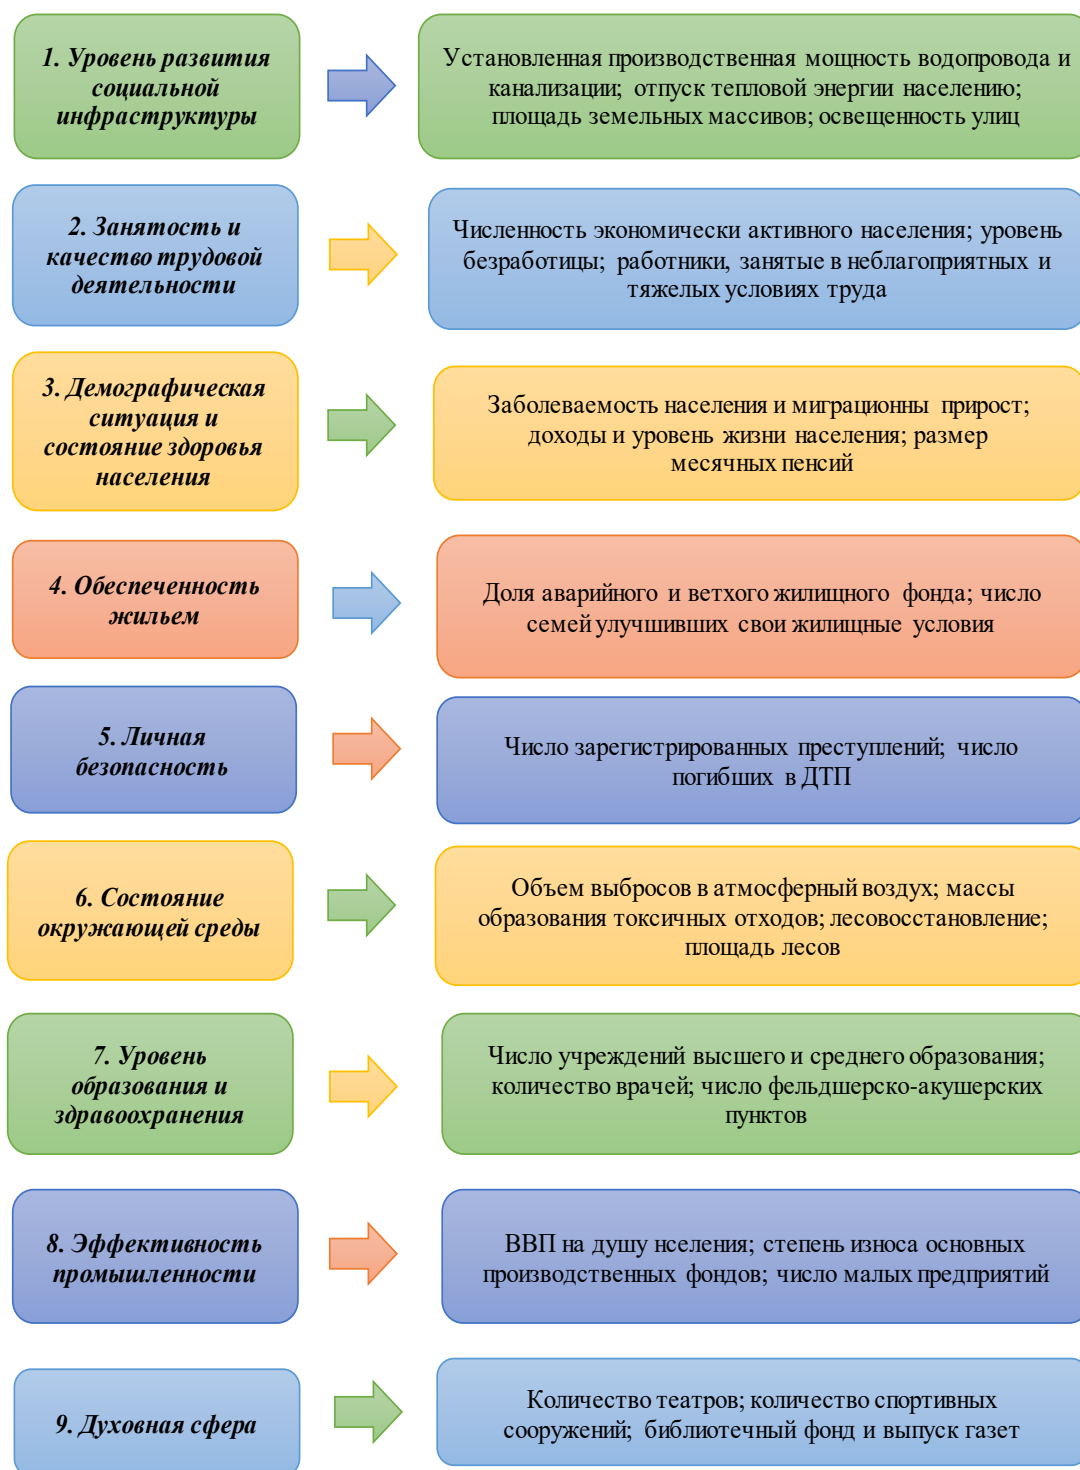 1. Уровень развития
социальной
инфраструктуры
Установленная производственная мощность водопровода и
канализации; отпуск тепловой энергии населению;
площадь земельных массивов; освещенность улиц
2. Занятость и
качество трудовой
деятельности
Численность экономически активного населения; уровень
безработицы; работники, занятые в неблагоприятных и
тяжелых условиях труда
3. Демографическая
ситуация и
состояние здоровья
населения
Заболеваемость населения и миграционны прирост;
доходы и уровень жизни населения; размер
месячных пенсий
4. Обеспеченность
жильем
Доля аварийного и ветхого жилищного фонда; число
семей улучшивших свои жилищные условия
5. Личная
безопасность
Число зарегистрированных преступлений; число
погибших в ДТП
6. Состояние
окружающей среды
Объем выбросов в атмосферный воздух; массы
образования токсичных отходов; лесовосстановление;
площадь лесов
7. Уровень
образования и
здравоохранения
Число учреждений высшего и среднего образования;
количество врачей; число фельдшерско-акушерских
пунктов
8. Эффективность
промышленности
ВВП на душу нселения; степень износа основных
производственных фондов; число малых предприятий
9. Духовная сфера
Количество театров; количество спортивных
сооружений; библиотечный фонд и выпуск газет